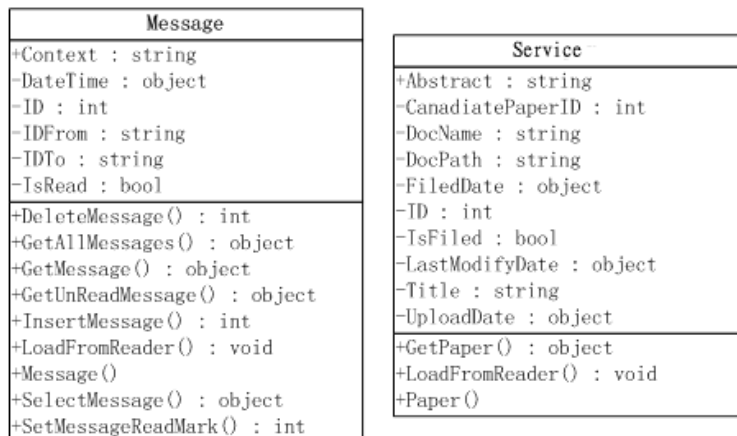 Message
+Context : string
-DateTime : object
-ID : int
-IDFrom : string
-IDTo : string
-IsRead : bool
+DeleteMessage() : int
+GetAllMessages() : object
+GetMessage() : object
+GetUnReadMessage() : object
+InsertMessage() : int
+LoadFromReader() : void
+Message()
+SelectMessage() : object
+SetMessageReadMark() : int
Service
+Abstract : string
-CanadiatePaperID : int
-DocName : string
-DocPath : string
-FiledDate : object
-ID : int
-IsFiled : bool
-LastModifyDate : object
-Title : string
-UploadDate : object
+GetPaper() : object
+LoadFromReader() : void
+Paper()